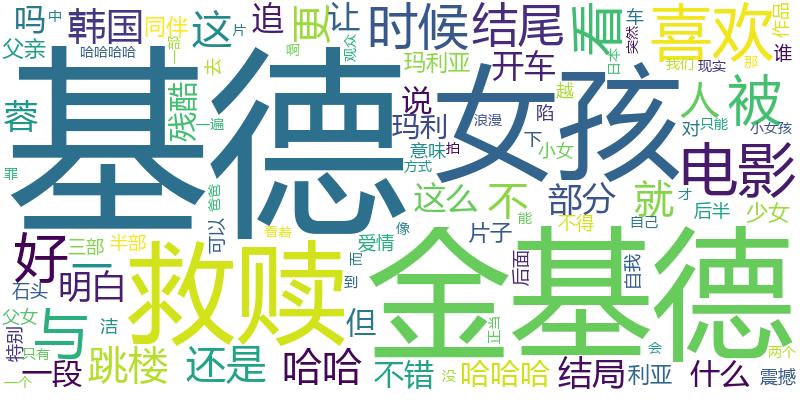 吗
中
韩国
同伴
这
追
片
更
让
时候
结尾
看
喜欢
作品
父亲
哈哈哈哈
一部
去
玛利亚
开车
观众
日本
突然
车
谁
我们
现实
那
蓉
残酷
一遍
基德
女孩
说
玛利
浪漫
陷
越
人
被
对
只能
小女孩
罪
爸爸
意味
拍
下
小女
方式
电影
这么
不
部分
就
才
能
不得
自己
后半
少女
好
三部
半部
可以
看着
爱情
像
片子
后面
自我
石头
一
明白
救赎
而
到
金基德
父女
与
洁
但
正当
特别
只有
一段
跳楼
还是
哈哈
不错
没
哈哈哈
结局
利亚
会
什么
两个
震撼
一个